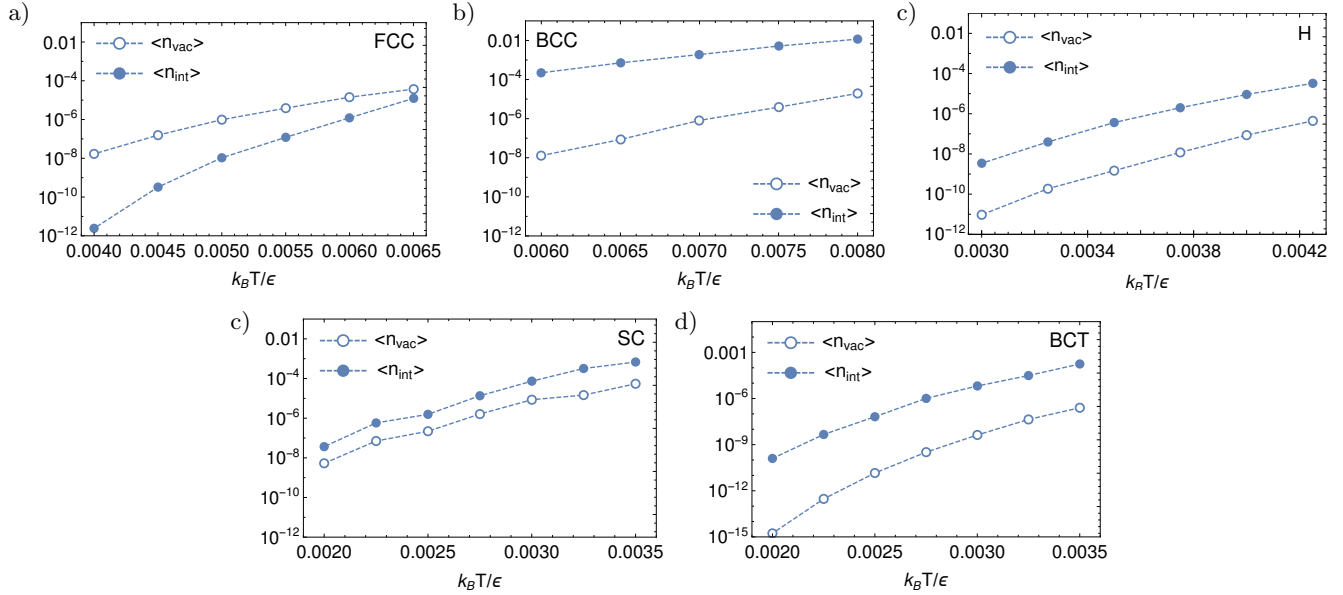 a)
FCC
<n_vac>
<n_int>
0.01
10^-4
10^-6
10^-8
10^-10
10^-12
0.0040 0.0045 0.0050 0.0055 0.0060 0.0065
k_BT/ϵ
b)
BCC
0.01
10^-4
10^-6
10^-8
10^-10
10^-12
<n_vac>
<n_int>
0.0060 0.0065 0.0070 0.0075 0.0080
k_BT/ϵ
c)
H
<n_vac>
<n_int>
0.01
10^-4
10^-6
10^-8
10^-10
10^-12
0.0030 0.0034 0.0038 0.0042
k_BT/ϵ
c)
SC
<n_vac>
<n_int>
0.01
10^-4
10^-6
10^-8
10^-10
10^-12
0.0020 0.0025 0.0030 0.0035
k_BT/ϵ
d)
BCT
<n_vac>
<n_int>
0.001
10^-6
10^-9
10^-12
10^-15
0.0020 0.0025 0.0030 0.0035
k_BT/ϵ